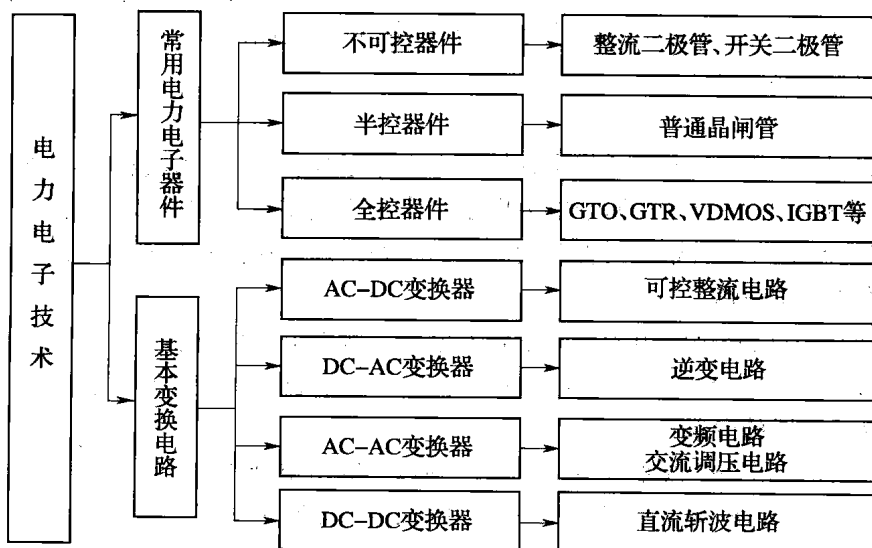 电力电子技术
常用电力电子器件
不可控器件
整流二极管、开关二极管
半控器件
普通晶闸管
全控器件
GTO、GTR、VDMOS、IGBT等
基本变换电路
AC-DC变换器
可控整流电路
DC-AC变换器
逆变电路
AC-AC变换器
变频电路
交流调压电路
DC-DC变换器
直流斩波电路